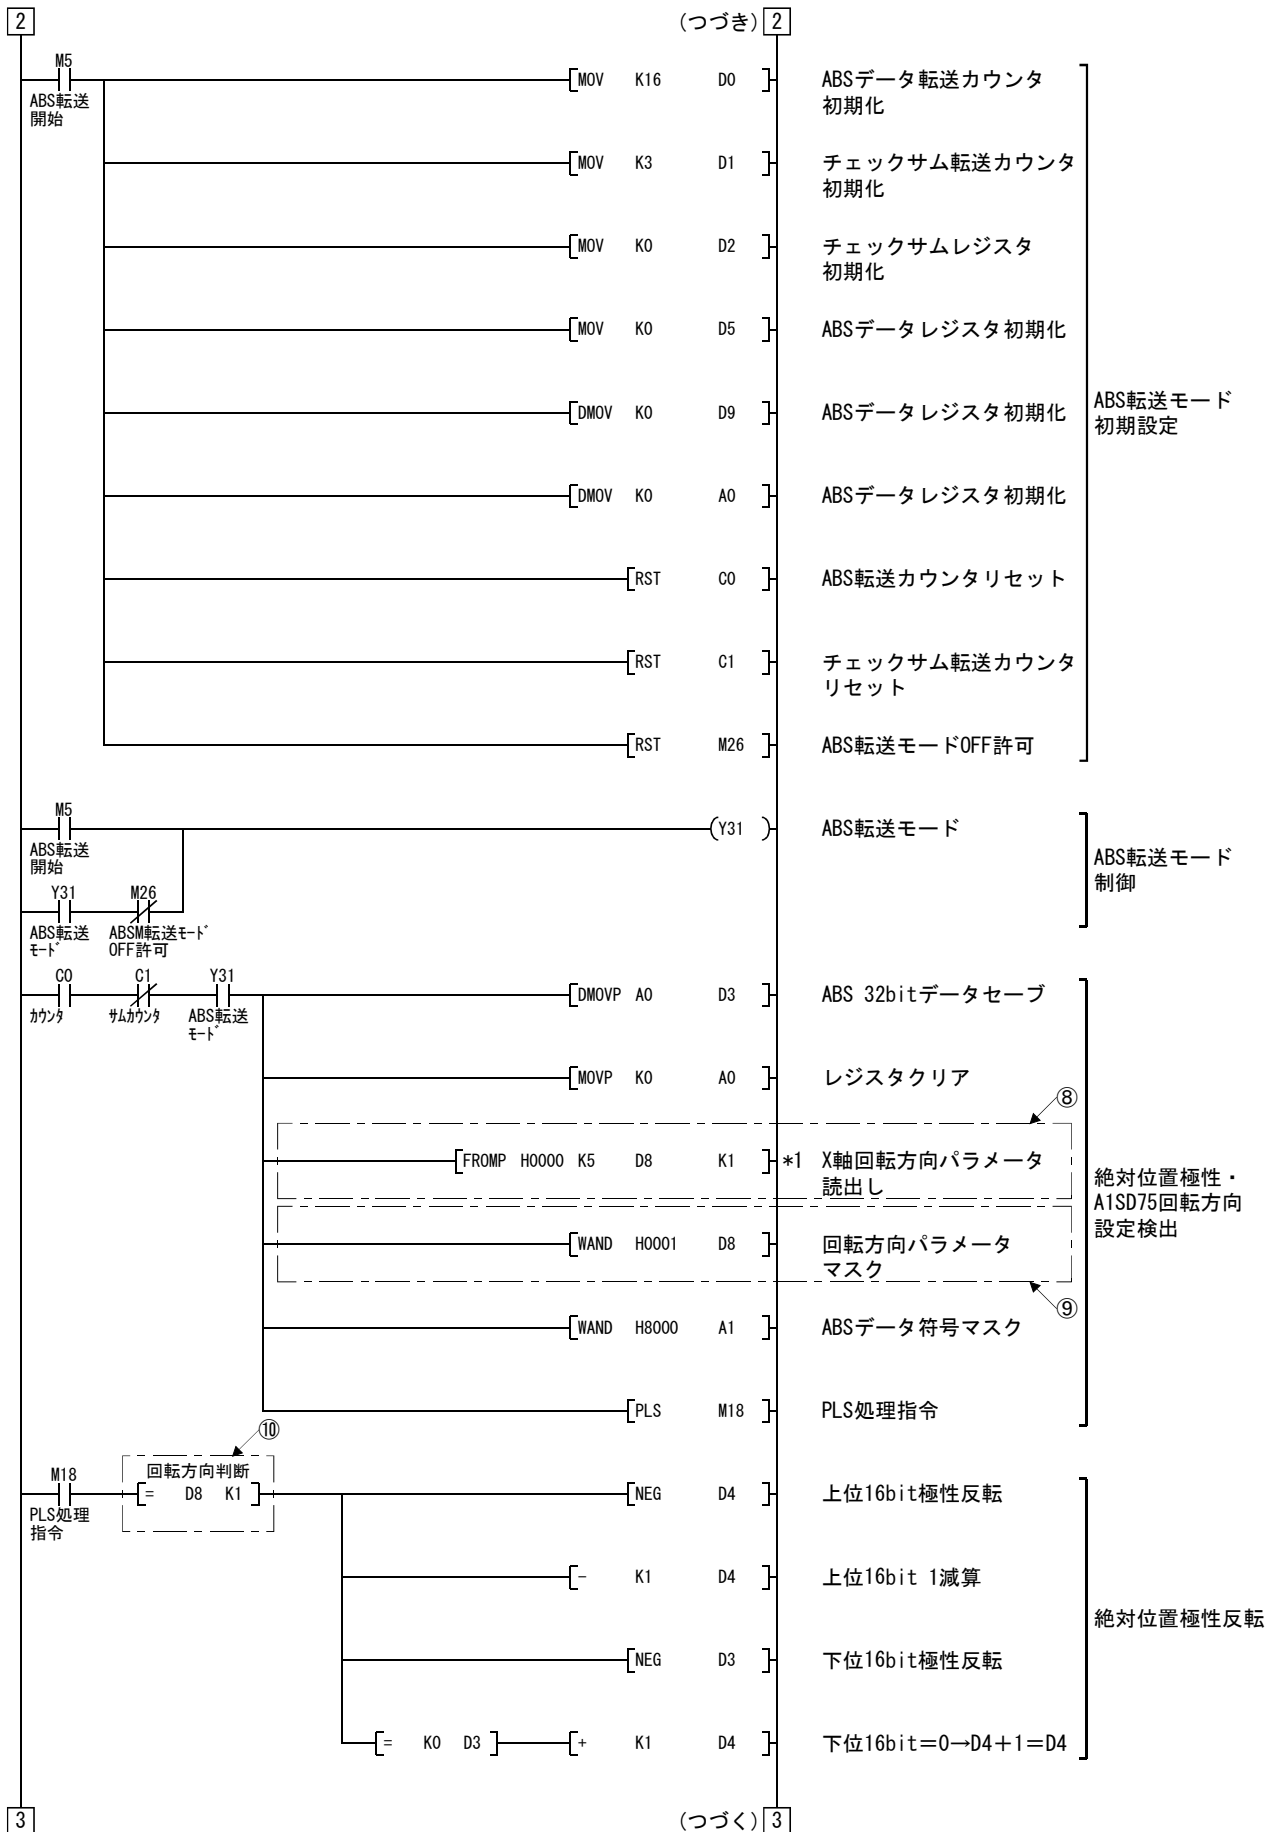 2 (つづき) 2
M5
ABS転送
開始
MOV K16 D0 ABSデータ転送カウンタ
初期化
MOV K3 D1 チェックサム転送カウンタ
初期化
MOV K0 D2 チェックサムレジスタ
初期化
MOV K0 D5 ABSデータレジスタ初期化
DMOV K0 D9 ABSデータレジスタ初期化
ABS転送モード
初期設定
DMOV K0 A0 ABSデータレジスタ初期化
RST C0 ABS転送カウンタリセット
RST C1 チェックサム転送カウンタ
リセット
RST M26 ABS転送モードOFF許可
M5
ABS転送
開始
Y31 ABS転送モード
ABS転送モード
制御
Y31 M26
ABS転送
ﾓｰﾄﾞ
ABSM転送ﾓｰﾄﾞ
OFF許可
C0 C1 Y31
ｶｳﾝﾀ ｻﾑｶｳﾝﾀ ABS転送
ﾓｰﾄﾞ
DMOVP A0 D3 ABS 32bitデータセーブ
MOVP K0 A0 レジスタクリア
⑧
FROMP H0000 K5 D8 K1 *1 X軸回転方向パラメータ
読出し
絶対位置極性・
A1SD75回転方向
設定検出
WAND H0001 D8 回転方向パラメータ
マスク
⑨
WAND H8000 A1 ABSデータ符号マスク
PLS M18 PLS処理指令
⑩
M18 回転方向判断
PLS処理
指令
= D8 K1 NEG D4 上位16bit極性反転
- K1 D4 上位16bit 1減算
絶対位置極性反転
NEG D3 下位16bit極性反転
= K0 D3 + K1 D4 下位16bit＝0→D4＋1＝D4
3 (つづく) 3